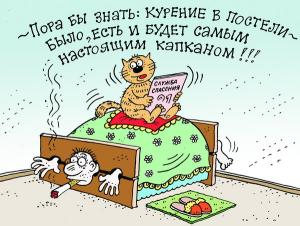 ~ПОРА БЫ ЗНАТЬ: КУРЕНИЕ В ПОСТЕЛИ~
БЫЛО, ЕСТЬ И БУДЕТ САМЫМ
НАСТОЯЩИМ КАПКАНОМ!!!
СЛУЖБА
СПАСЕНИЯ